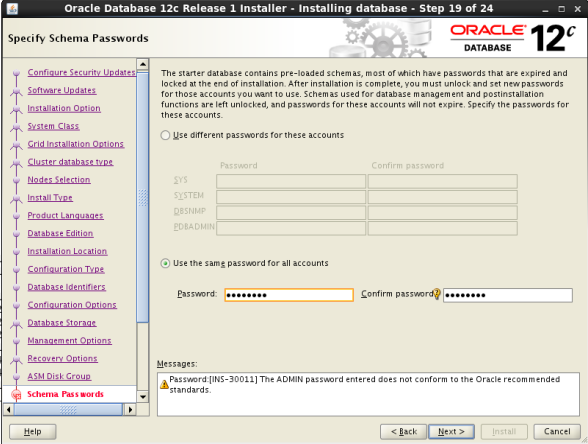 Oracle Database 12c Release 1 Installer - Installing database - Step 19 of 24
Specify Schema Passwords
ORACLE
DATABASE
12c
Configure Security Updates
Software Updates
Installation Option
System Class
Grid Installation Options
Cluster database type
Nodes Selection
Install Type
Product Languages
Database Edition
Installation Location
Configuration Type
Database Identifiers
Configuration Options
Database Storage
Management Options
Recovery Options
ASM Disk Group
Schema Passwords
The starter database contains pre-loaded schemas, most of which have passwords that are expired and
locked at the end of installation. After installation is complete, you must unlock and set new passwords
for those accounts you want to use. Schemas used for database management and postinstallation
functions are left unlocked, and passwords for these accounts will not expire. Specify the passwords for
these accounts.
Use different passwords for these accounts
Password Confirm password
SYS
SYSTEM
DBSNMP
PDBADMIN
Use the same password for all accounts
Password: ●●●●●●●● Confirm password ●●●●●●●●
Messages:
Password:[INS-30011] The ADMIN password entered does not conform to the Oracle recommended
standards.
Help < Back Next > Install Cancel